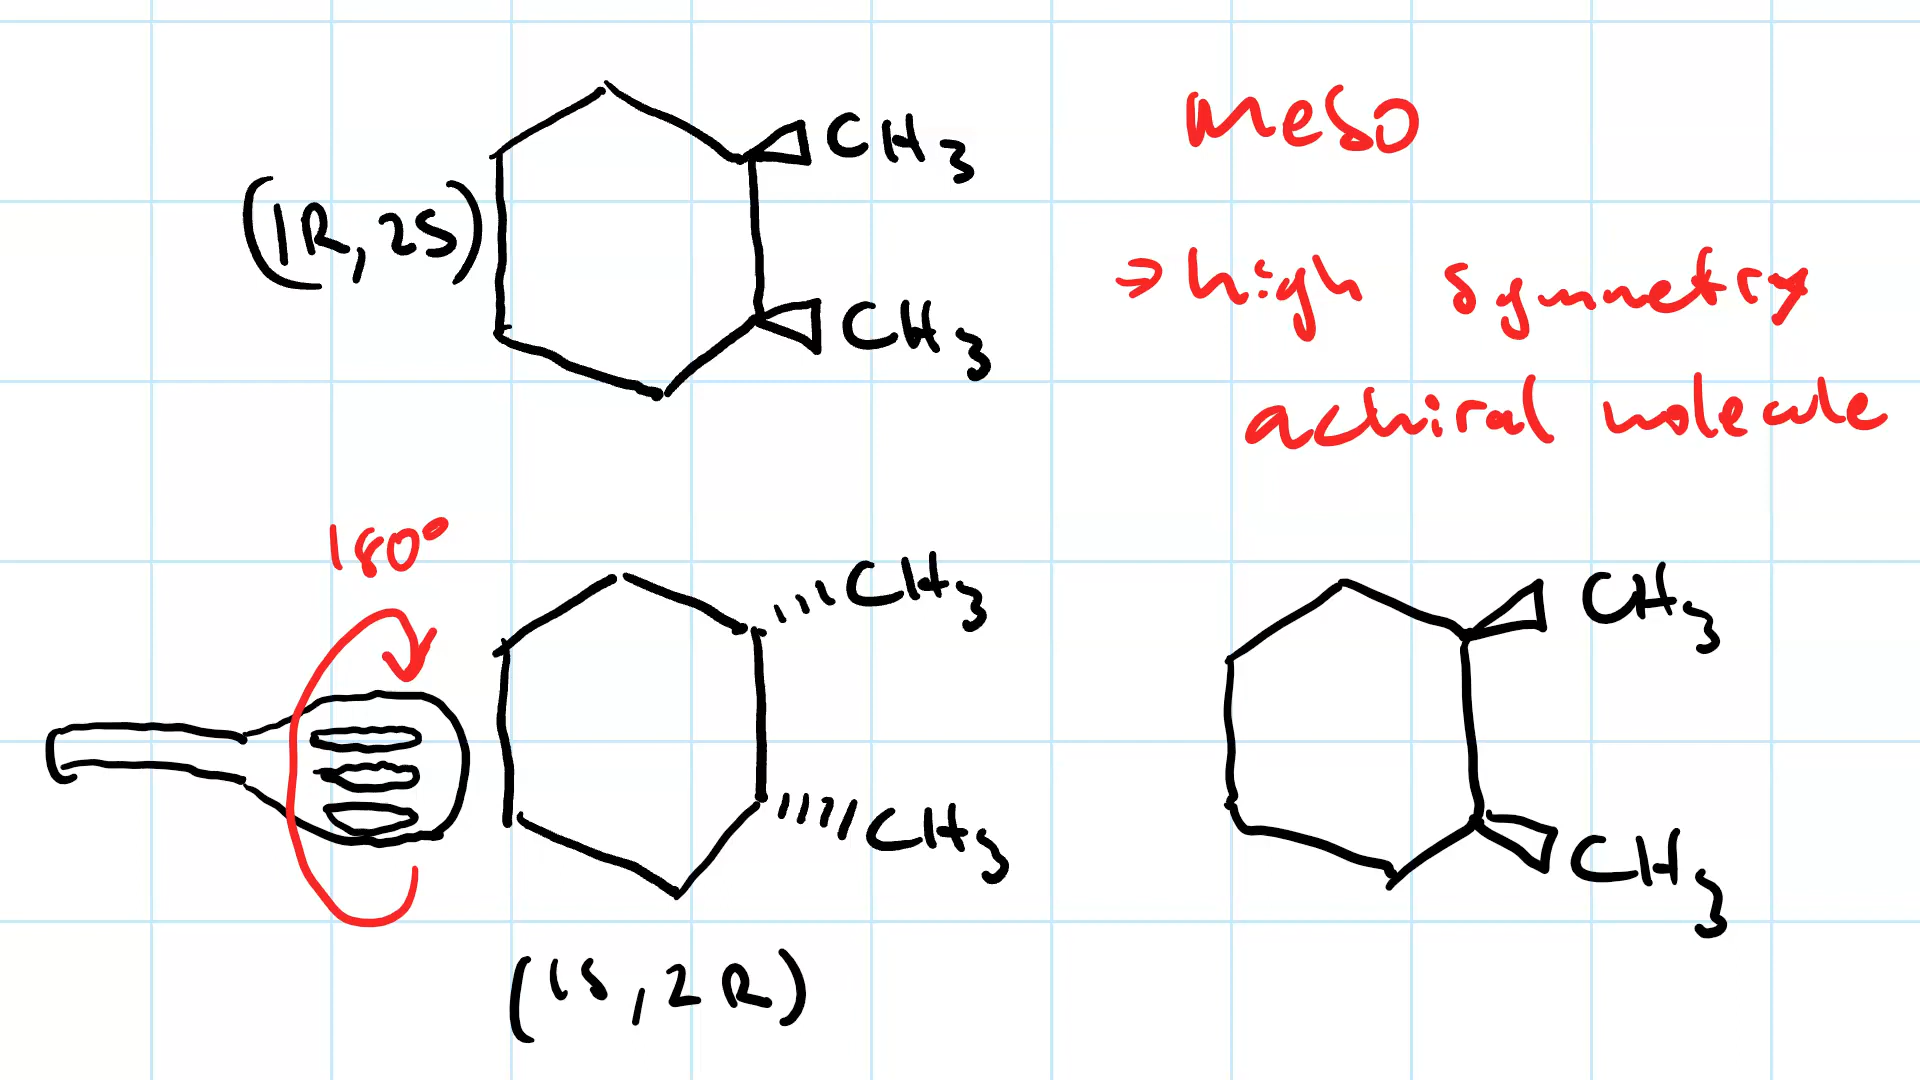 CH3
meso
(1R, 2S)
→ high symmetry
CH3
achiral molecule
180°
CH3
CH3
CH3
CH3
(1S, 2R)